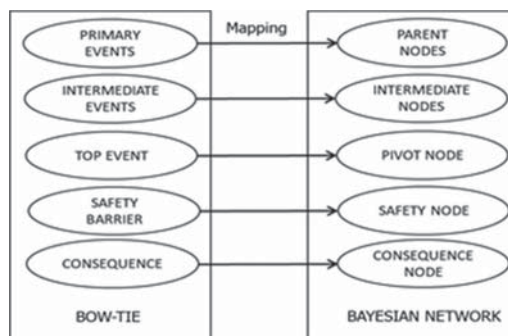 PRIMARY
EVENTS
Mapping
PARENT
NODES
INTERMEDIATE
EVENTS
INTERMEDIATE
NODES
TOP EVENT
PIVOT NODE
SAFETY
BARRIER
SAFETY NODE
CONSEQUENCE
CONSEQUENCE
NODE
BOW-TIE
BAYESIAN NETWORK